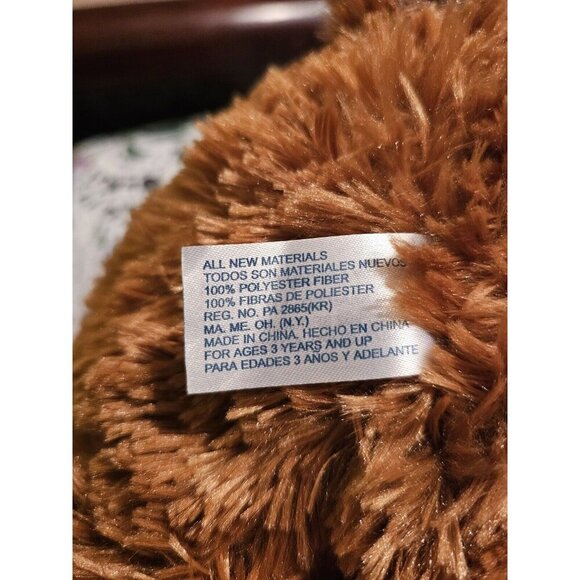 ALL NEW MATERIALS
TODOS SON MATERIALES NUEVOS
100% POLYESTER FIBER
100% FIBRAS DE POLIESTER
REG. NO. PA 2865(KR)
MA. ME. OH. (N.Y.)
MADE IN CHINA, HECHO EN CHINA
FOR AGES 3 YEARS AND UP
PARA EDADES 3 ANOS Y ADELANTE